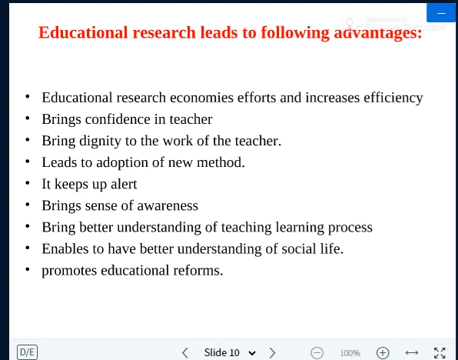 Educational research leads to following advantages:
• Educational research economies efforts and increases efficiency
• Brings confidence in teacher
• Bring dignity to the work of the teacher.
• Leads to adoption of new method.
• It keeps up alert
• Brings sense of awareness
• Bring better understanding of teaching learning process
• Enables to have better understanding of social life.
• promotes educational reforms.
D/E
Slide 10
100%